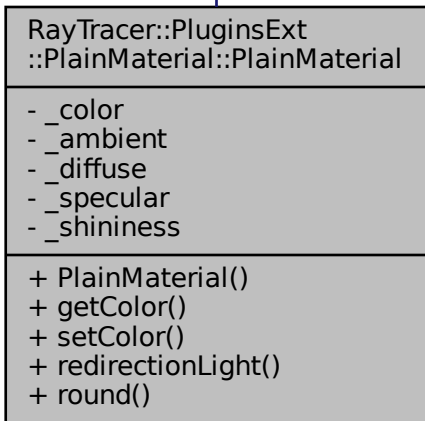 RayTracer::PluginsExt
::PlainMaterial::PlainMaterial
- _color
- _ambient
- _diffuse
- _specular
- _shininess
+ PlainMaterial()
+ getColor()
+ setColor()
+ redirectionLight()
+ round()